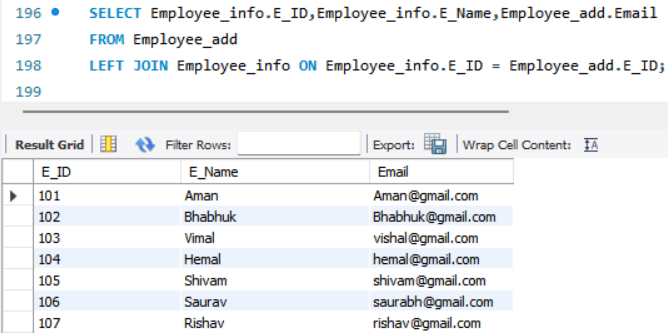 196 SELECT Employee_info.E_ID,Employee_info.E_Name,Employee_add.Email
197 FROM Employee_add
198 LEFT JOIN Employee_info ON Employee_info.E_ID = Employee_add.E_ID;
199
Result Grid Filter Rows: Export: Wrap Cell Content: IA
E_ID E_Name Email
101 Aman Aman@gmail.com
102 Bhabhuk Bhabhuk@gmail.com
103 Vimal vishal@gmail.com
104 Hemal hemal@gmail.com
105 Shivam shivam@gmail.com
106 Saurav saurabh@gmail.com
107 Rishav rishav@gmail.com